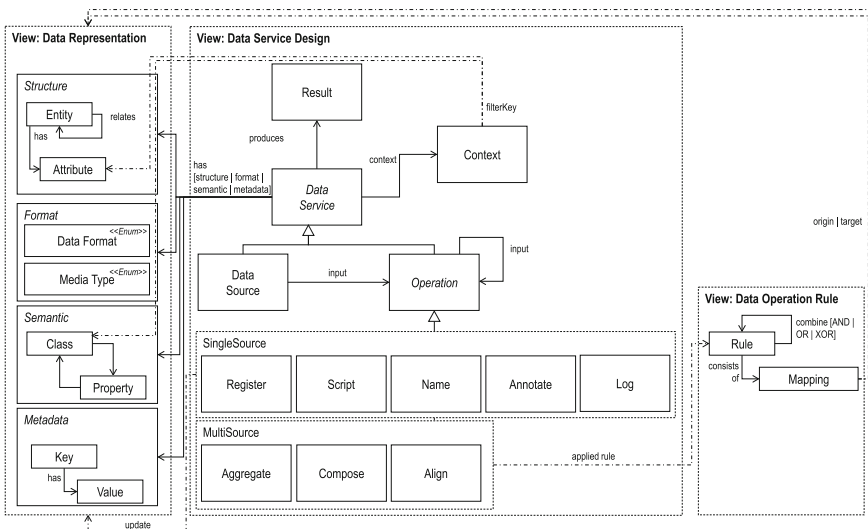 View: Data Representation
Structure
Entity
relates
has
Attribute
Format
<<Enum>>
Data Format
<<Enum>>
Media Type
Semantic
Class
Property
Metadata
Key
has
Value
update
View: Data Service Design
Result
filterKey
produces
Context
context
has
[structure | format |
semantic | metadata]
Data
Service
input
Data
Source
input
Operation
SingleSource
Register
Script
Name
Annotate
Log
MultiSource
Aggregate
Compose
Align
applied rule
origin | target
View: Data Operation Rule
combine [AND |
OR | XOR]
Rule
consists
of
Mapping